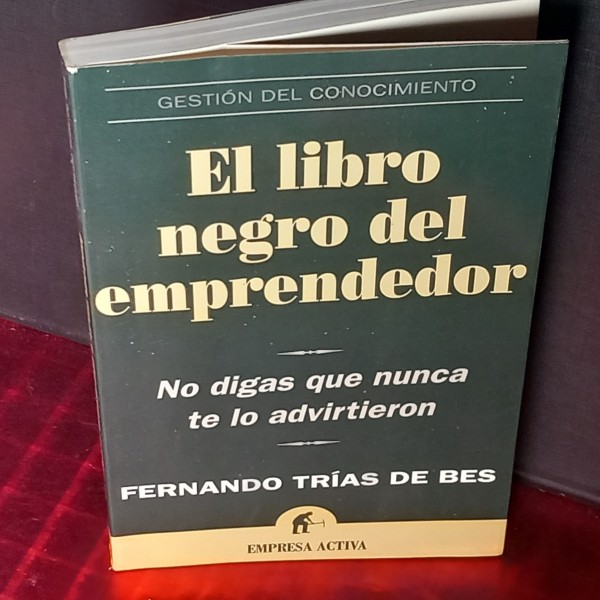 GESTIÓN DEL CONOCIMIENTO
El libro
negro del
emprendedor
No digas que nunca
te lo advirtieron
FERNANDO TRÍAS DE BES
EMPRESA ACTIVA